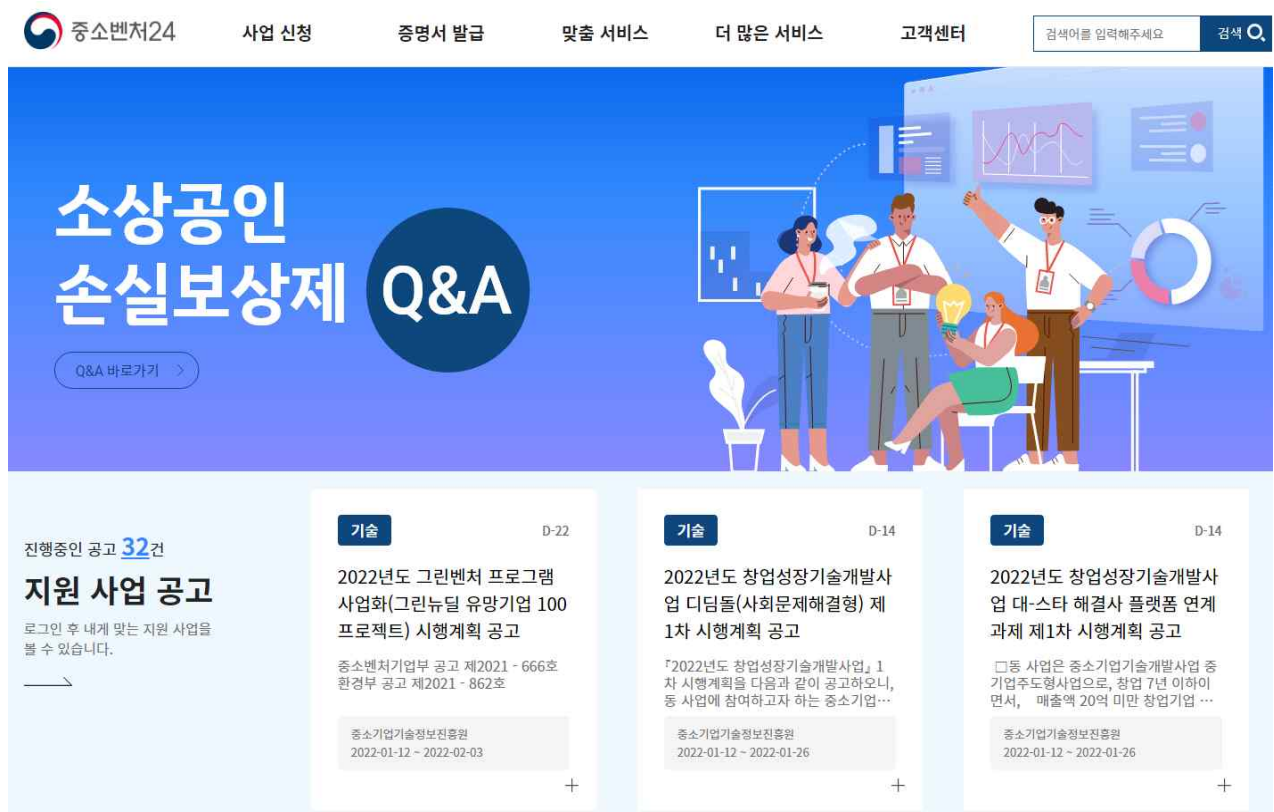 중소벤처24
사업 신청
증명서 발급
맞춤 서비스
더 많은 서비스
고객센터
검색어를 입력해주세요
검색
소상공인
손실보상제
Q&A
Q&A 바로가기
진행중인 공고 32건
지원 사업 공고
로그인 후 내게 맞는 지원 사업을
볼 수 있습니다.
기술
D-22
2022년도 그린벤처 프로그램
사업화(그린뉴딜 유망기업 100
프로젝트) 시행계획 공고
중소벤처기업부 공고 제2021 - 666호
환경부 공고 제2021 - 862호
중소기업기술정보진흥원
2022-01-12 ~ 2022-02-03
기술
D-14
2022년도 창업성장기술개발사
업 디딤돌(사회문제해결형) 제
1차 시행계획 공고
『2022년도 창업성장기술개발사업』 1
차 시행계획을 다음과 같이 공고하오니,
동 사업에 참여하고자 하는 중소기업…
중소기업기술정보진흥원
2022-01-12 ~ 2022-01-26
기술
D-14
2022년도 창업성장기술개발사
업 대-스타 해결사 플랫폼 연계
과제 제1차 시행계획 공고
□동 사업은 중소기업기술개발사업 중
기업주도형사업으로, 창업 7년 이하이
면서, 매출액 20억 미만 창업기업 …
중소기업기술정보진흥원
2022-01-12 ~ 2022-01-26